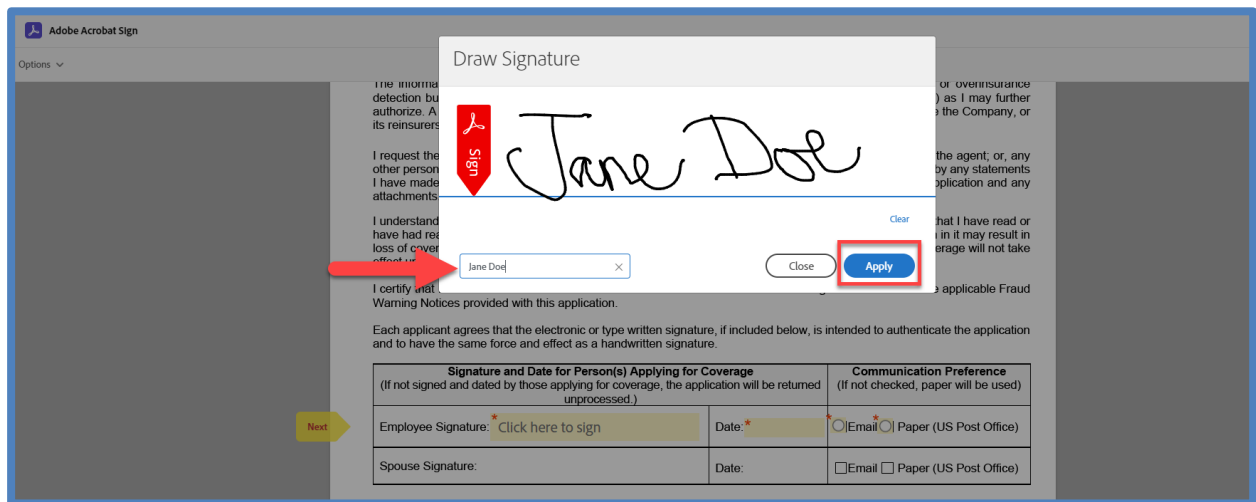 Adobe Acrobat Sign
Options
Draw Signature
The informa
or overinsurance
detection bu
) as I may further
authorize. A
e the Company, or
its reinsurers
Sign
Jane Doe
I request the
the agent; or, any
other person
by any statements
I have made
pplication and any
attachments
Clear
I understand
that I have read or
have had rea
in it may result in
loss of cover
erage will not take
effect un
Jane Doe
Close
Apply
I certify that
e applicable Fraud
Warning Notices provided with this application.
Each applicant agrees that the electronic or type written signature, if included below, is intended to authenticate the application
and to have the same force and effect as a handwritten signature.
Signature and Date for Person(s) Applying for Coverage
(If not signed and dated by those applying for coverage, the application will be returned
unprocessed.)
Communication Preference
(If not checked, paper will be used)
Next
Employee Signature: * Click here to sign
Date: *
* Email * Paper (US Post Office)
Spouse Signature:
Date:
Email Paper (US Post Office)